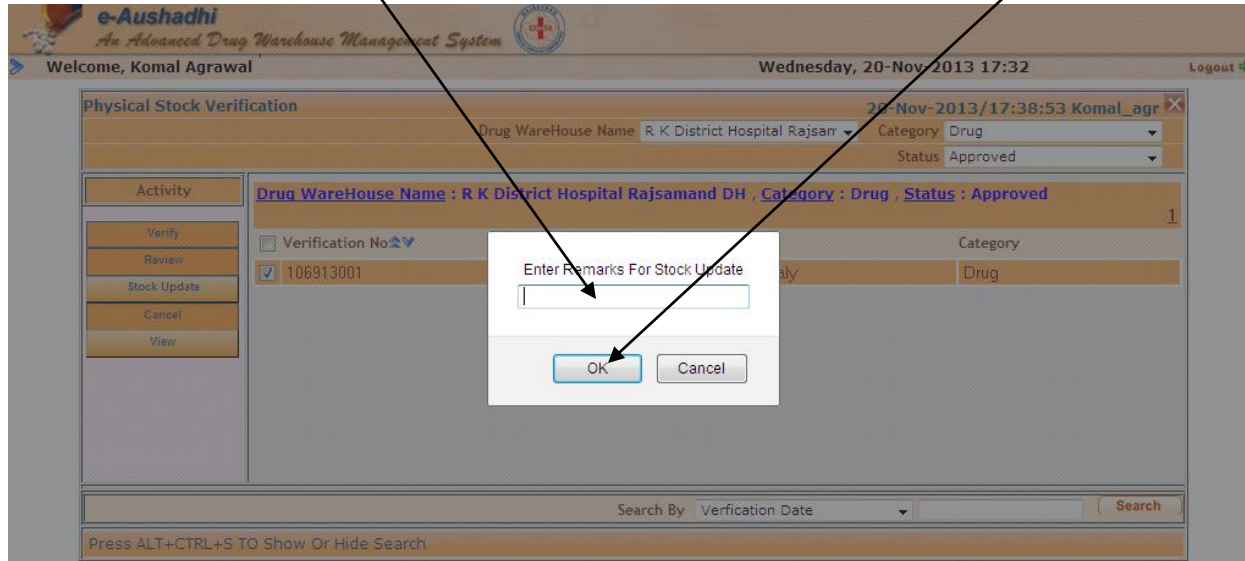 e-Aushadhi
An Advanced Drug Warehouse Management System
Welcome, Komal Agrawal Wednesday, 20-Nov-2013 17:32 Logout
Physical Stock Verification 20-Nov-2013/17:38:53 Komal_agr
Drug WareHouse Name R K District Hospital Rajsam Category Drug
Status Approved
Activity
Drug WareHouse Name : R K District Hospital Rajsamand DH , Category : Drug , Status : Approved
1
Verify
Review
Stock Update
Cancel
View
Verification No Category
106913001 aly Drug
Enter Remarks For Stock Update
OK Cancel
Search By Verfication Date Search
Press ALT+CTRL+S TO Show Or Hide Search